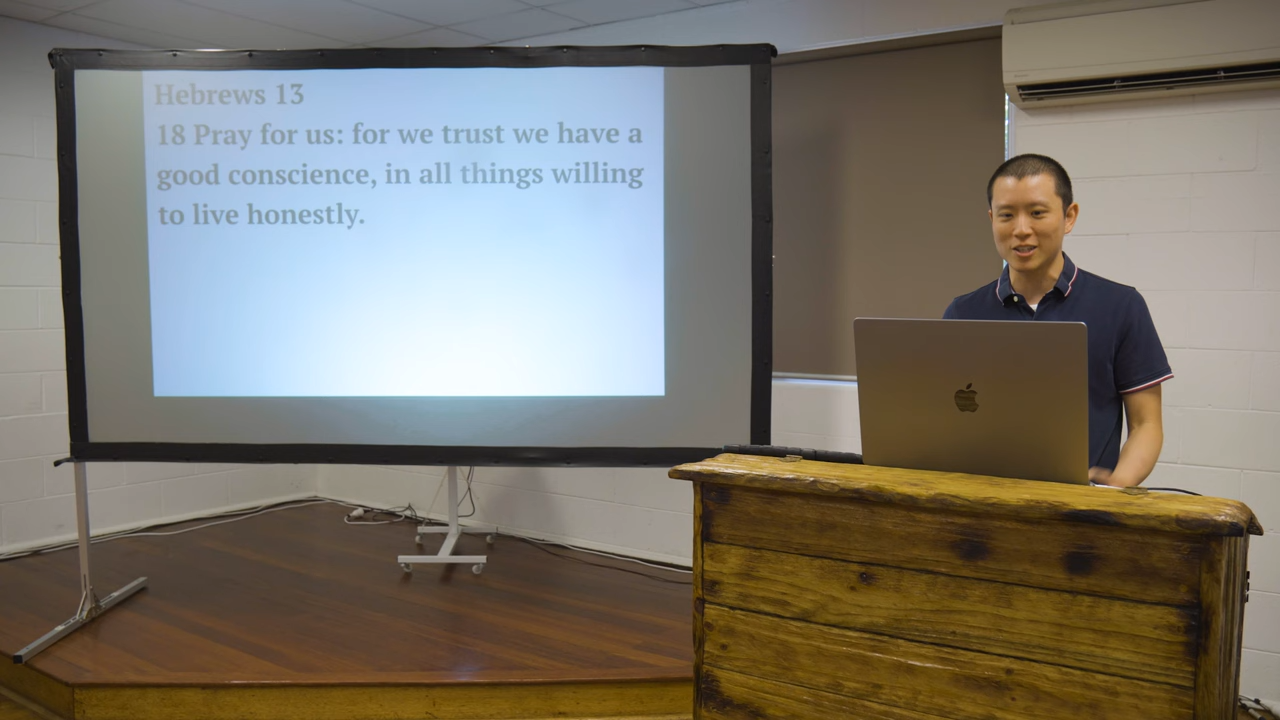 Hebrews 13
18 Pray for us: for we trust we have a
good conscience, in all things willing
to live honestly.